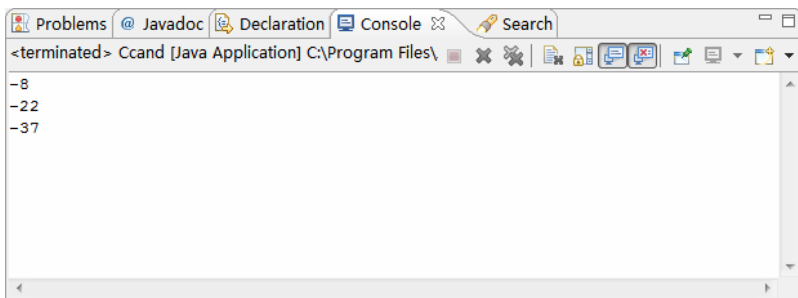 Problems @ Javadoc Declaration Console Search
<terminated> Ccand [Java Application] C:\Program Files\
-8
-22
-37